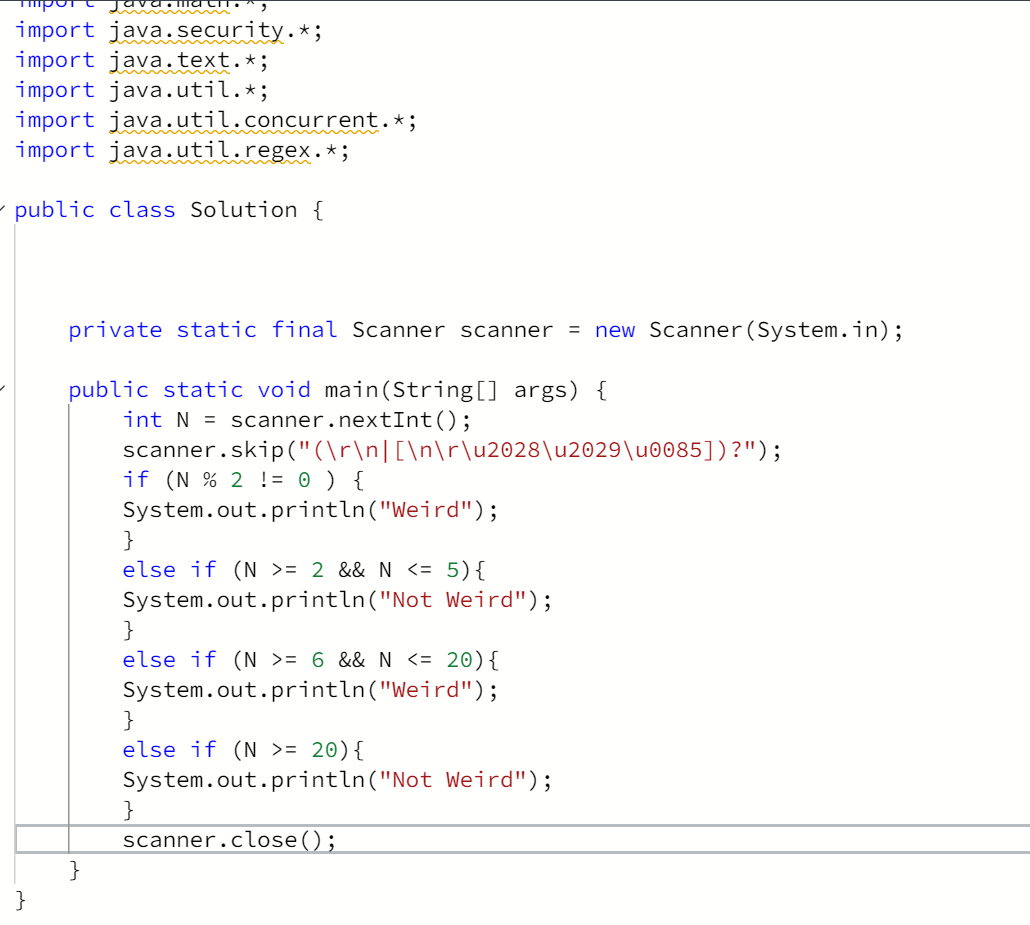 import java.math.*;
import java.security.*;
import java.text.*;
import java.util.*;
import java.util.concurrent.*;
import java.util.regex.*;
public class Solution {
private static final Scanner scanner = new Scanner(System.in);
public static void main(String[] args) {
int N = scanner.nextInt();
scanner.skip("(\r\n|[\n\r\u2028\u2029\u0085])?");
if (N % 2 != 0 ) {
System.out.println("Weird");
}
else if (N >= 2 && N <= 5){
System.out.println("Not Weird");
}
else if (N >= 6 && N <= 20){
System.out.println("Weird");
}
else if (N >= 20){
System.out.println("Not Weird");
}
scanner.close();
}
}